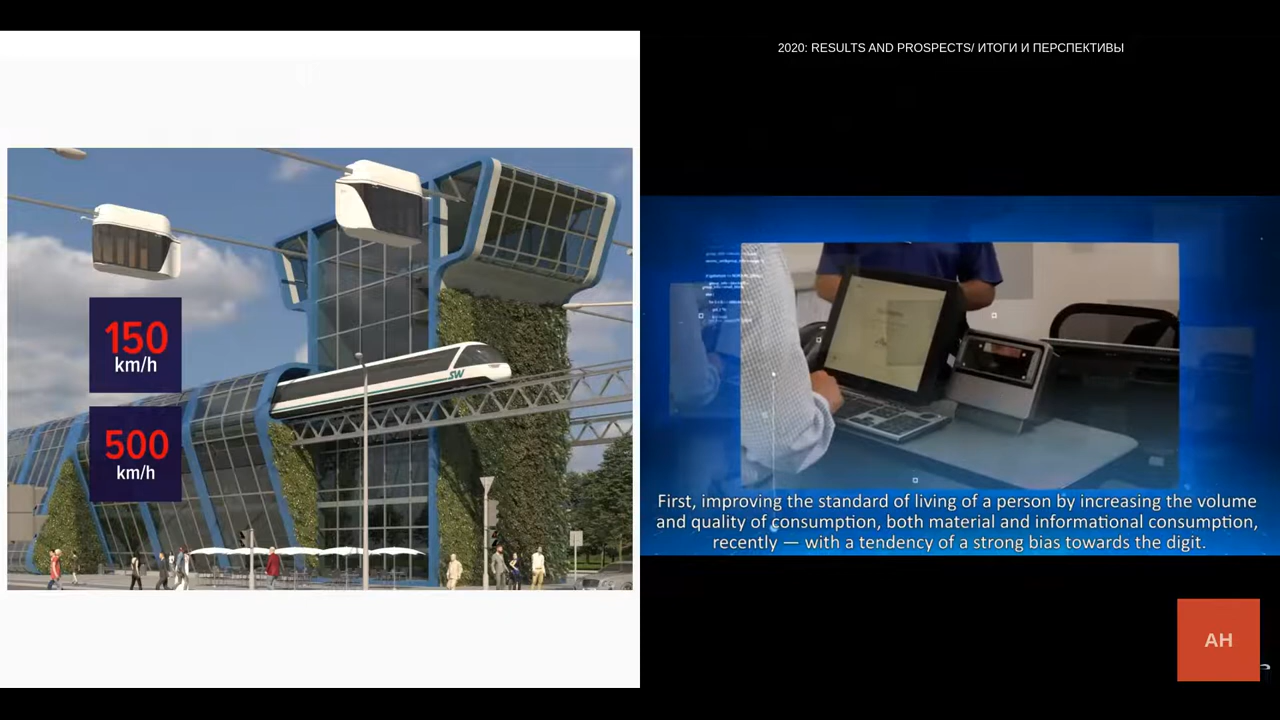 2020: RESULTS AND PROSPECTS/ ИТОГИ И ПЕРСПЕКТИВЫ
150
km/h
500
km/h
SW
First, improving the standard of living of a person by increasing the volume
and quality of consumption, both material and informational consumption,
recently — with a tendency of a strong bias towards the digit.
AH